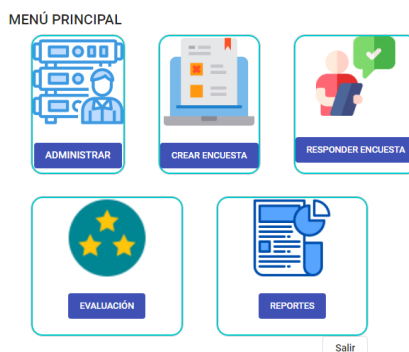 MENÚ PRINCIPAL
ADMINISTRAR
CREAR ENCUESTA
RESPONDER ENCUESTA
EVALUACIÓN
REPORTES
Salir